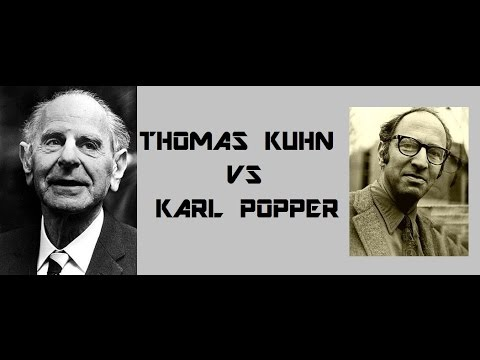 THOMAS KUHN
VS
KARL POPPER